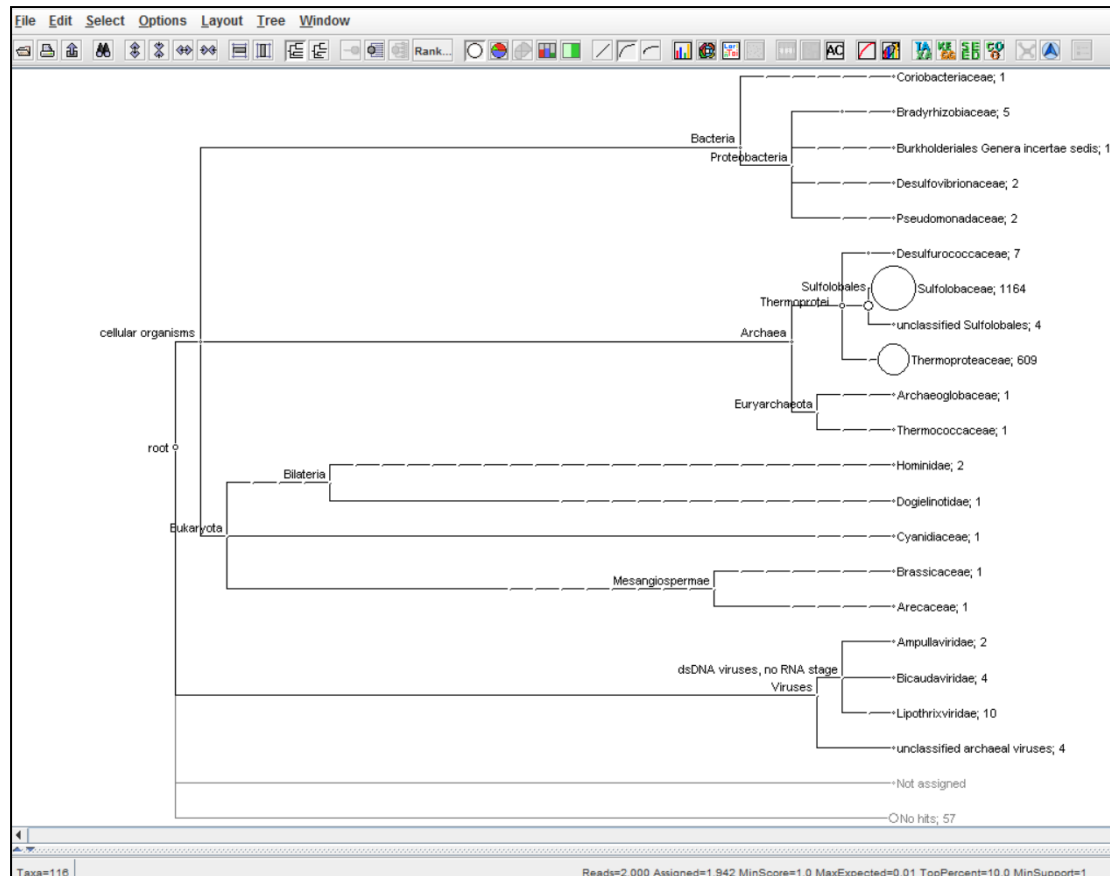 File Edit Select Options Layout Tree Window
Rank... AC
Coriobacteriaceae; 1
Bradyrhizobiaceae; 5
Bacteria
Burkholderiales Genera incertae sedis; 1
Proteobacteria
Desulfovibrionaceae; 2
Pseudomonadaceae; 2
Desulfurococcaceae; 7
Sulfolobales
Sulfolobaceae; 1164
Thermoprotei
unclassified Sulfolobales; 4
cellular organisms
Archaea
Thermoproteaceae; 609
Archaeoglobaceae; 1
Euryarchaeota
Thermococcaceae; 1
root
Hominidae; 2
Bilateria
Dogielinotidae; 1
Eukaryota
Cyanidiaceae; 1
Brassicaceae; 1
Mesangiospermae
Arecaceae; 1
Ampullaviridae; 2
dsDNA viruses, no RNA stage
Bicaudaviridae; 4
Viruses
Lipothrixviridae; 10
unclassified archaeal viruses; 4
Not assigned
No hits; 57
Taxa=116
Reads=2,000 Assigned=1,942 MinScore=1.0 MaxExpected=0.01 TopPercent=10.0 MinSupport=1